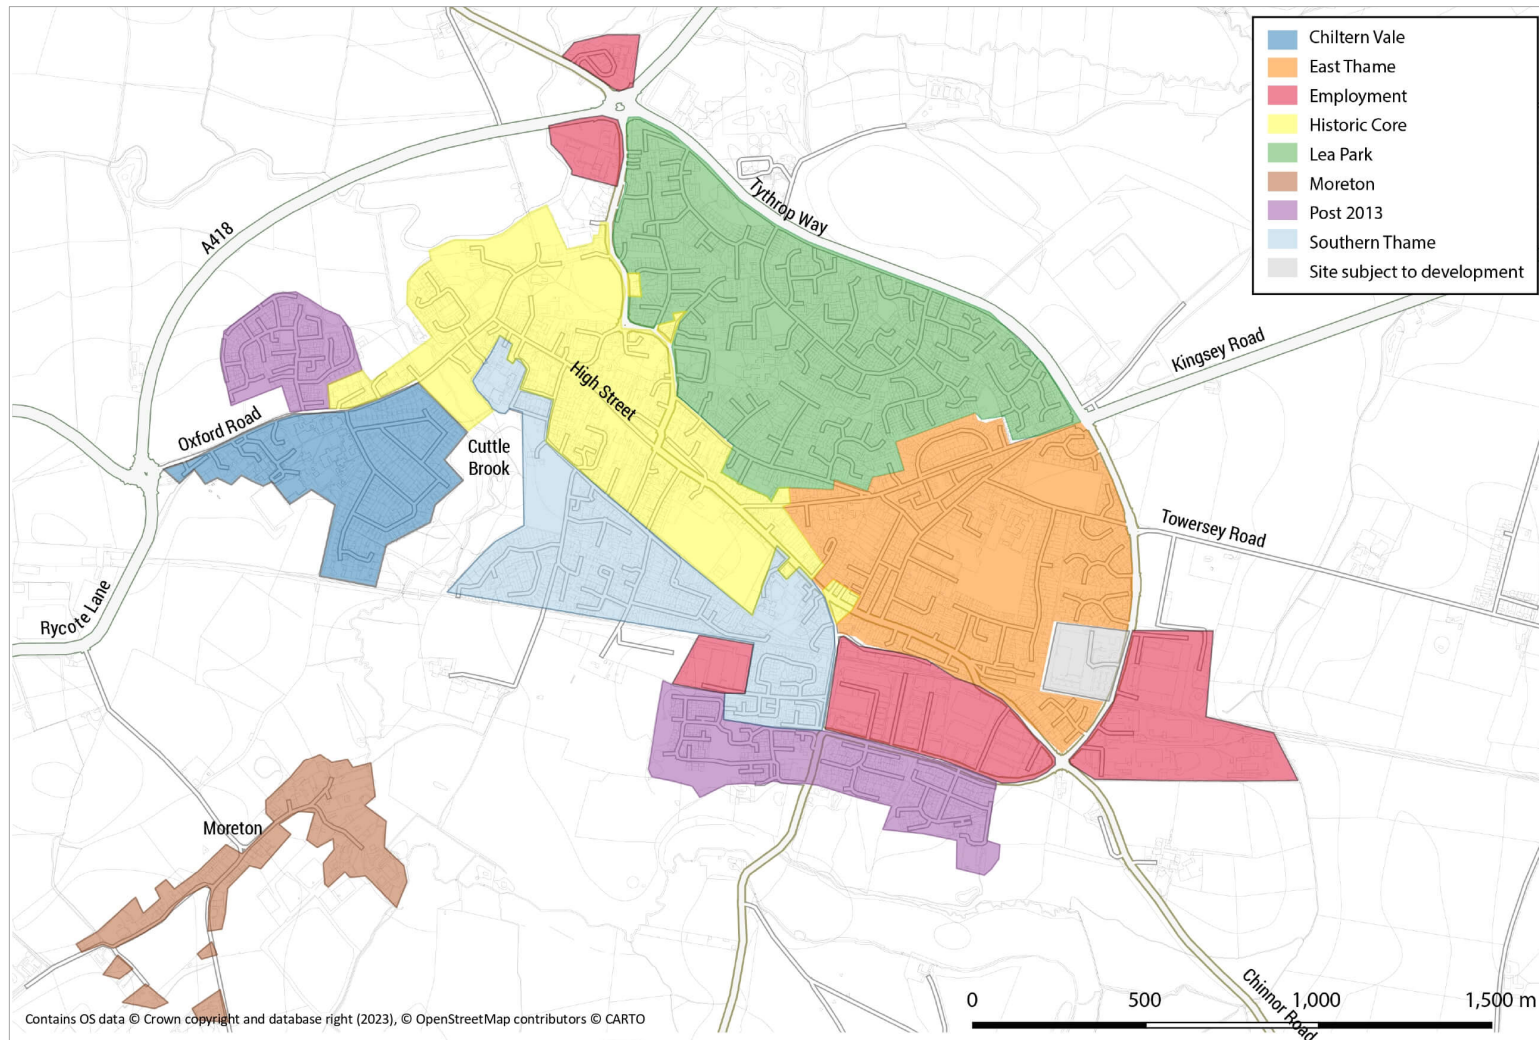 Chiltern Vale
East Thame
Employment
Historic Core
Lea Park
Moreton
Post 2013
Southern Thame
Site subject to development
A418
Tythrop Way
Kingsey Road
High Street
Oxford Road
Cuttle
Brook
Towersey Road
Rycote Lane
Moreton
Chinnor Road
0 500 1,000 1,500 m
Contains OS data © Crown copyright and database right (2023), © OpenStreetMap contributors © CARTO